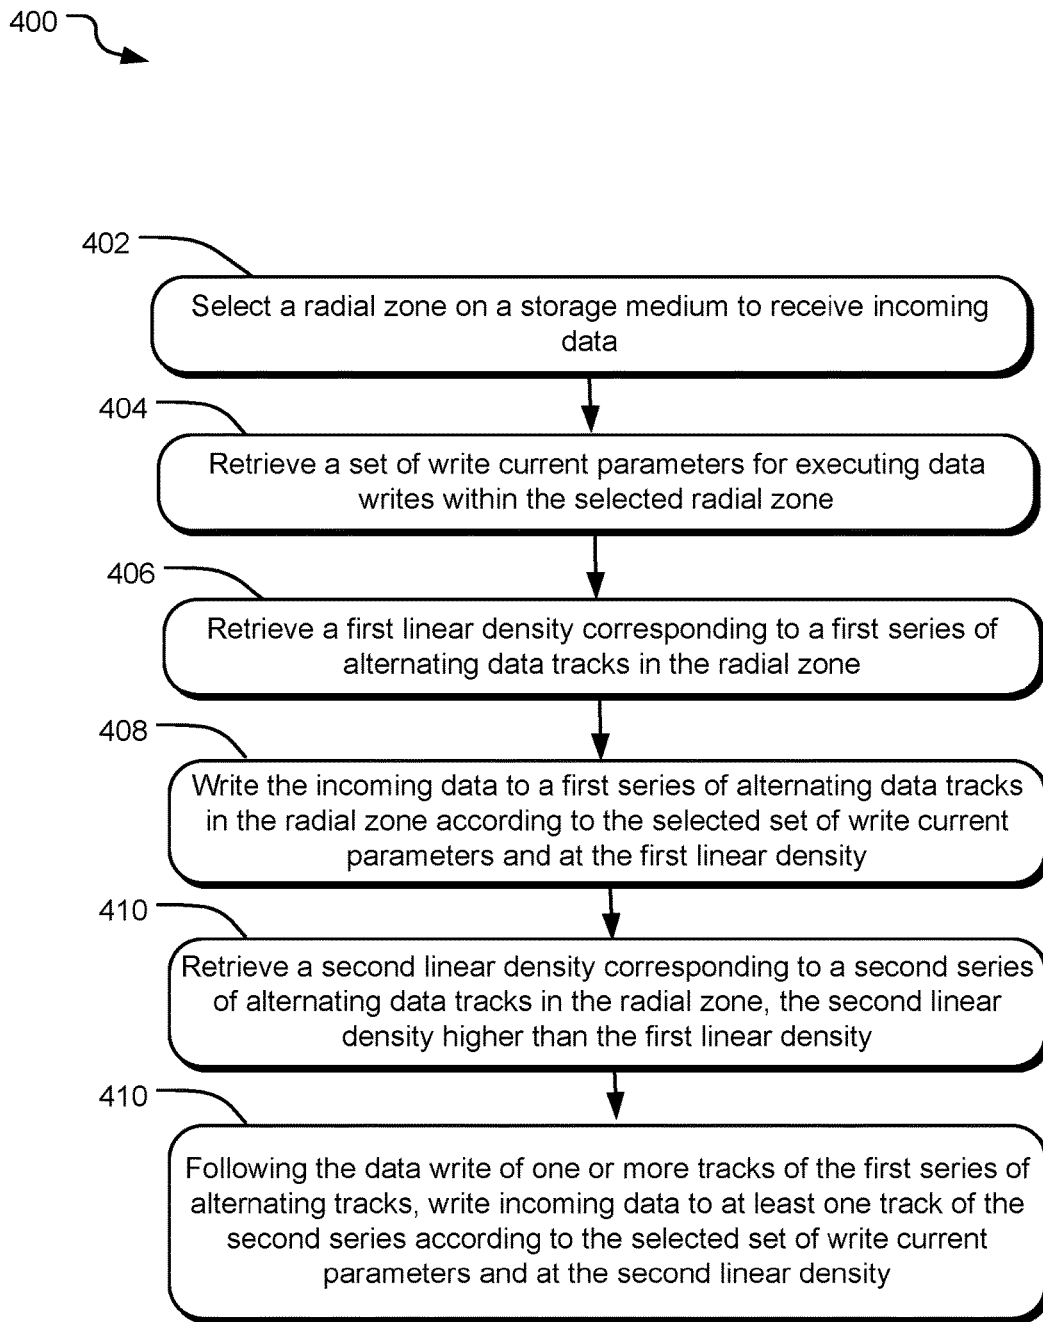 400
402
Select a radial zone on a storage medium to receive incoming
data
404
Retrieve a set of write current parameters for executing data
writes within the selected radial zone
406
Retrieve a first linear density corresponding to a first series of
alternating data tracks in the radial zone
408
Write the incoming data to a first series of alternating data tracks
in the radial zone according to the selected set of write current
parameters and at the first linear density
410
Retrieve a second linear density corresponding to a second series
of alternating data tracks in the radial zone, the second linear
density higher than the first linear density
410
Following the data write of one or more tracks of the first series of
alternating tracks, write incoming data to at least one track of the
second series according to the selected set of write current
parameters and at the second linear density